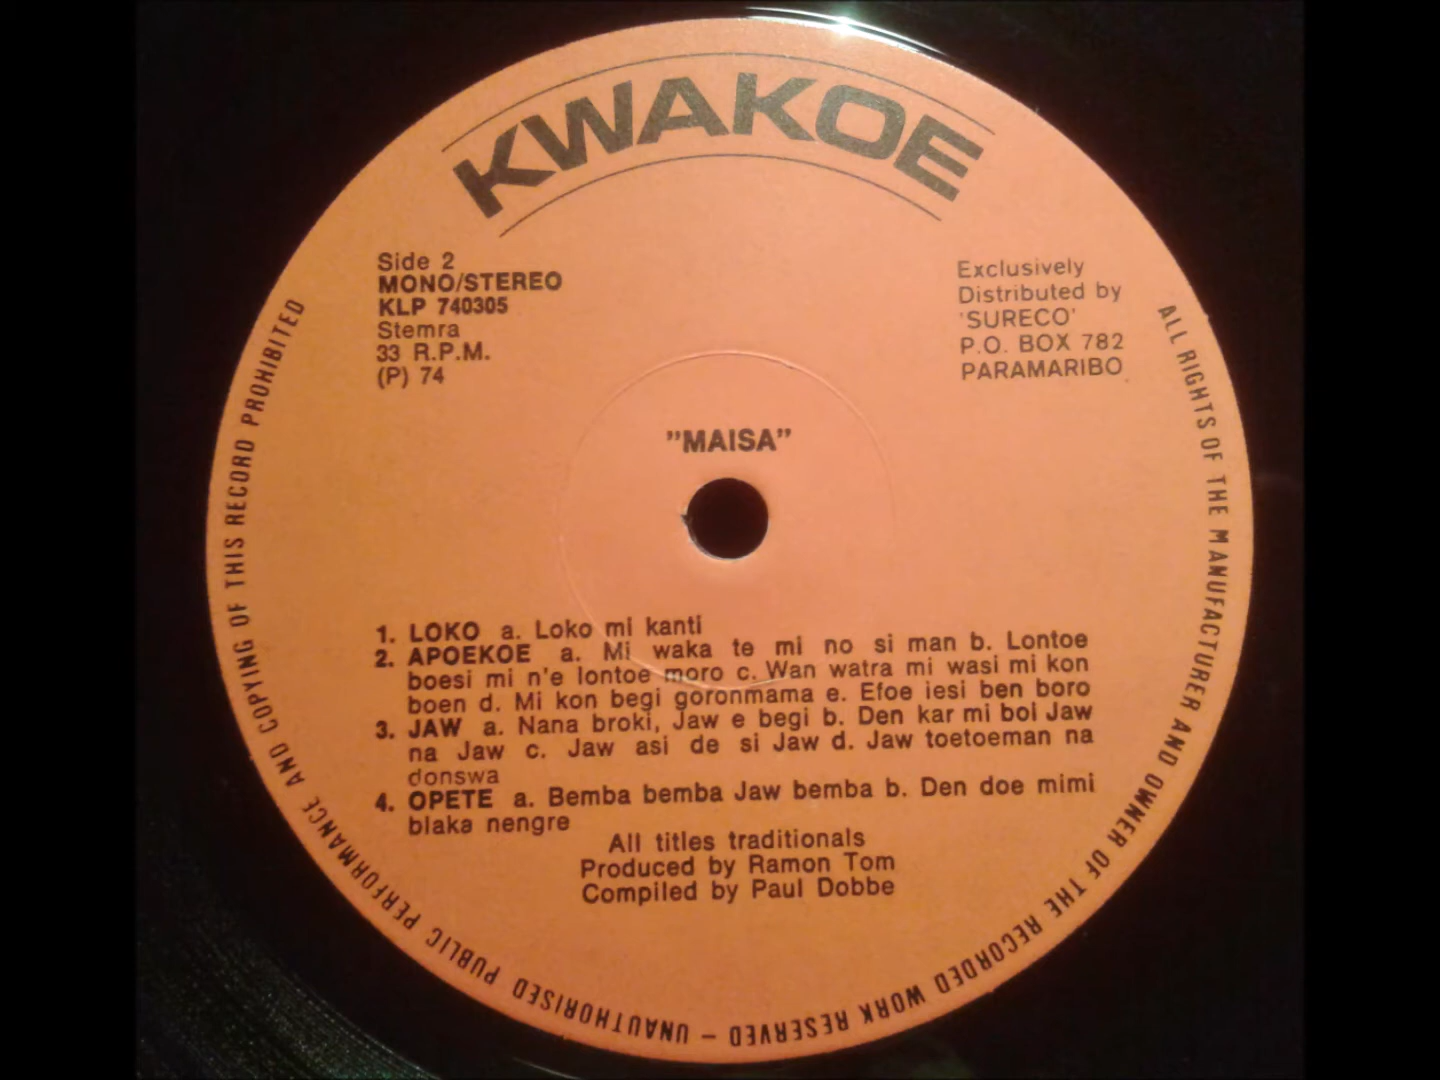 KWAKOE
Side 2
MONO/STEREO
KLP 740305
Stemra
33 R.P.M.
(P) 74
Exclusively
Distributed by
'SURECO'
P.O. BOX 782
PARAMARIBO
"MAISA"
1. LOKO a. Loko mi kanti
2. APOEKOE a. Mi waka te mi no si man b. Lontoe
boesi mi n'e lontoe moro c. Wan watra mi wasi mi kon
boen d. Mi kon begi goronmama e. Efoe iesi ben boro
3. JAW a. Nana broki, Jaw e begi b. Den kar mi boi Jaw
na Jaw c. Jaw asi de si Jaw d. Jaw toetoeman na
donswa
4. OPETE a. Bemba bemba Jaw bemba b. Den doe mimi
blaka nengre
All titles traditionals
Produced by Ramon Tom
Compiled by Paul Dobbe
ALL RIGHTS OF THE MANUFACTURER AND OWNER OF THE RECORDED WORK RESERVED – UNAUTHORISED PUBLIC PERFORMANCE AND COPYING OF THIS RECORD PROHIBITED